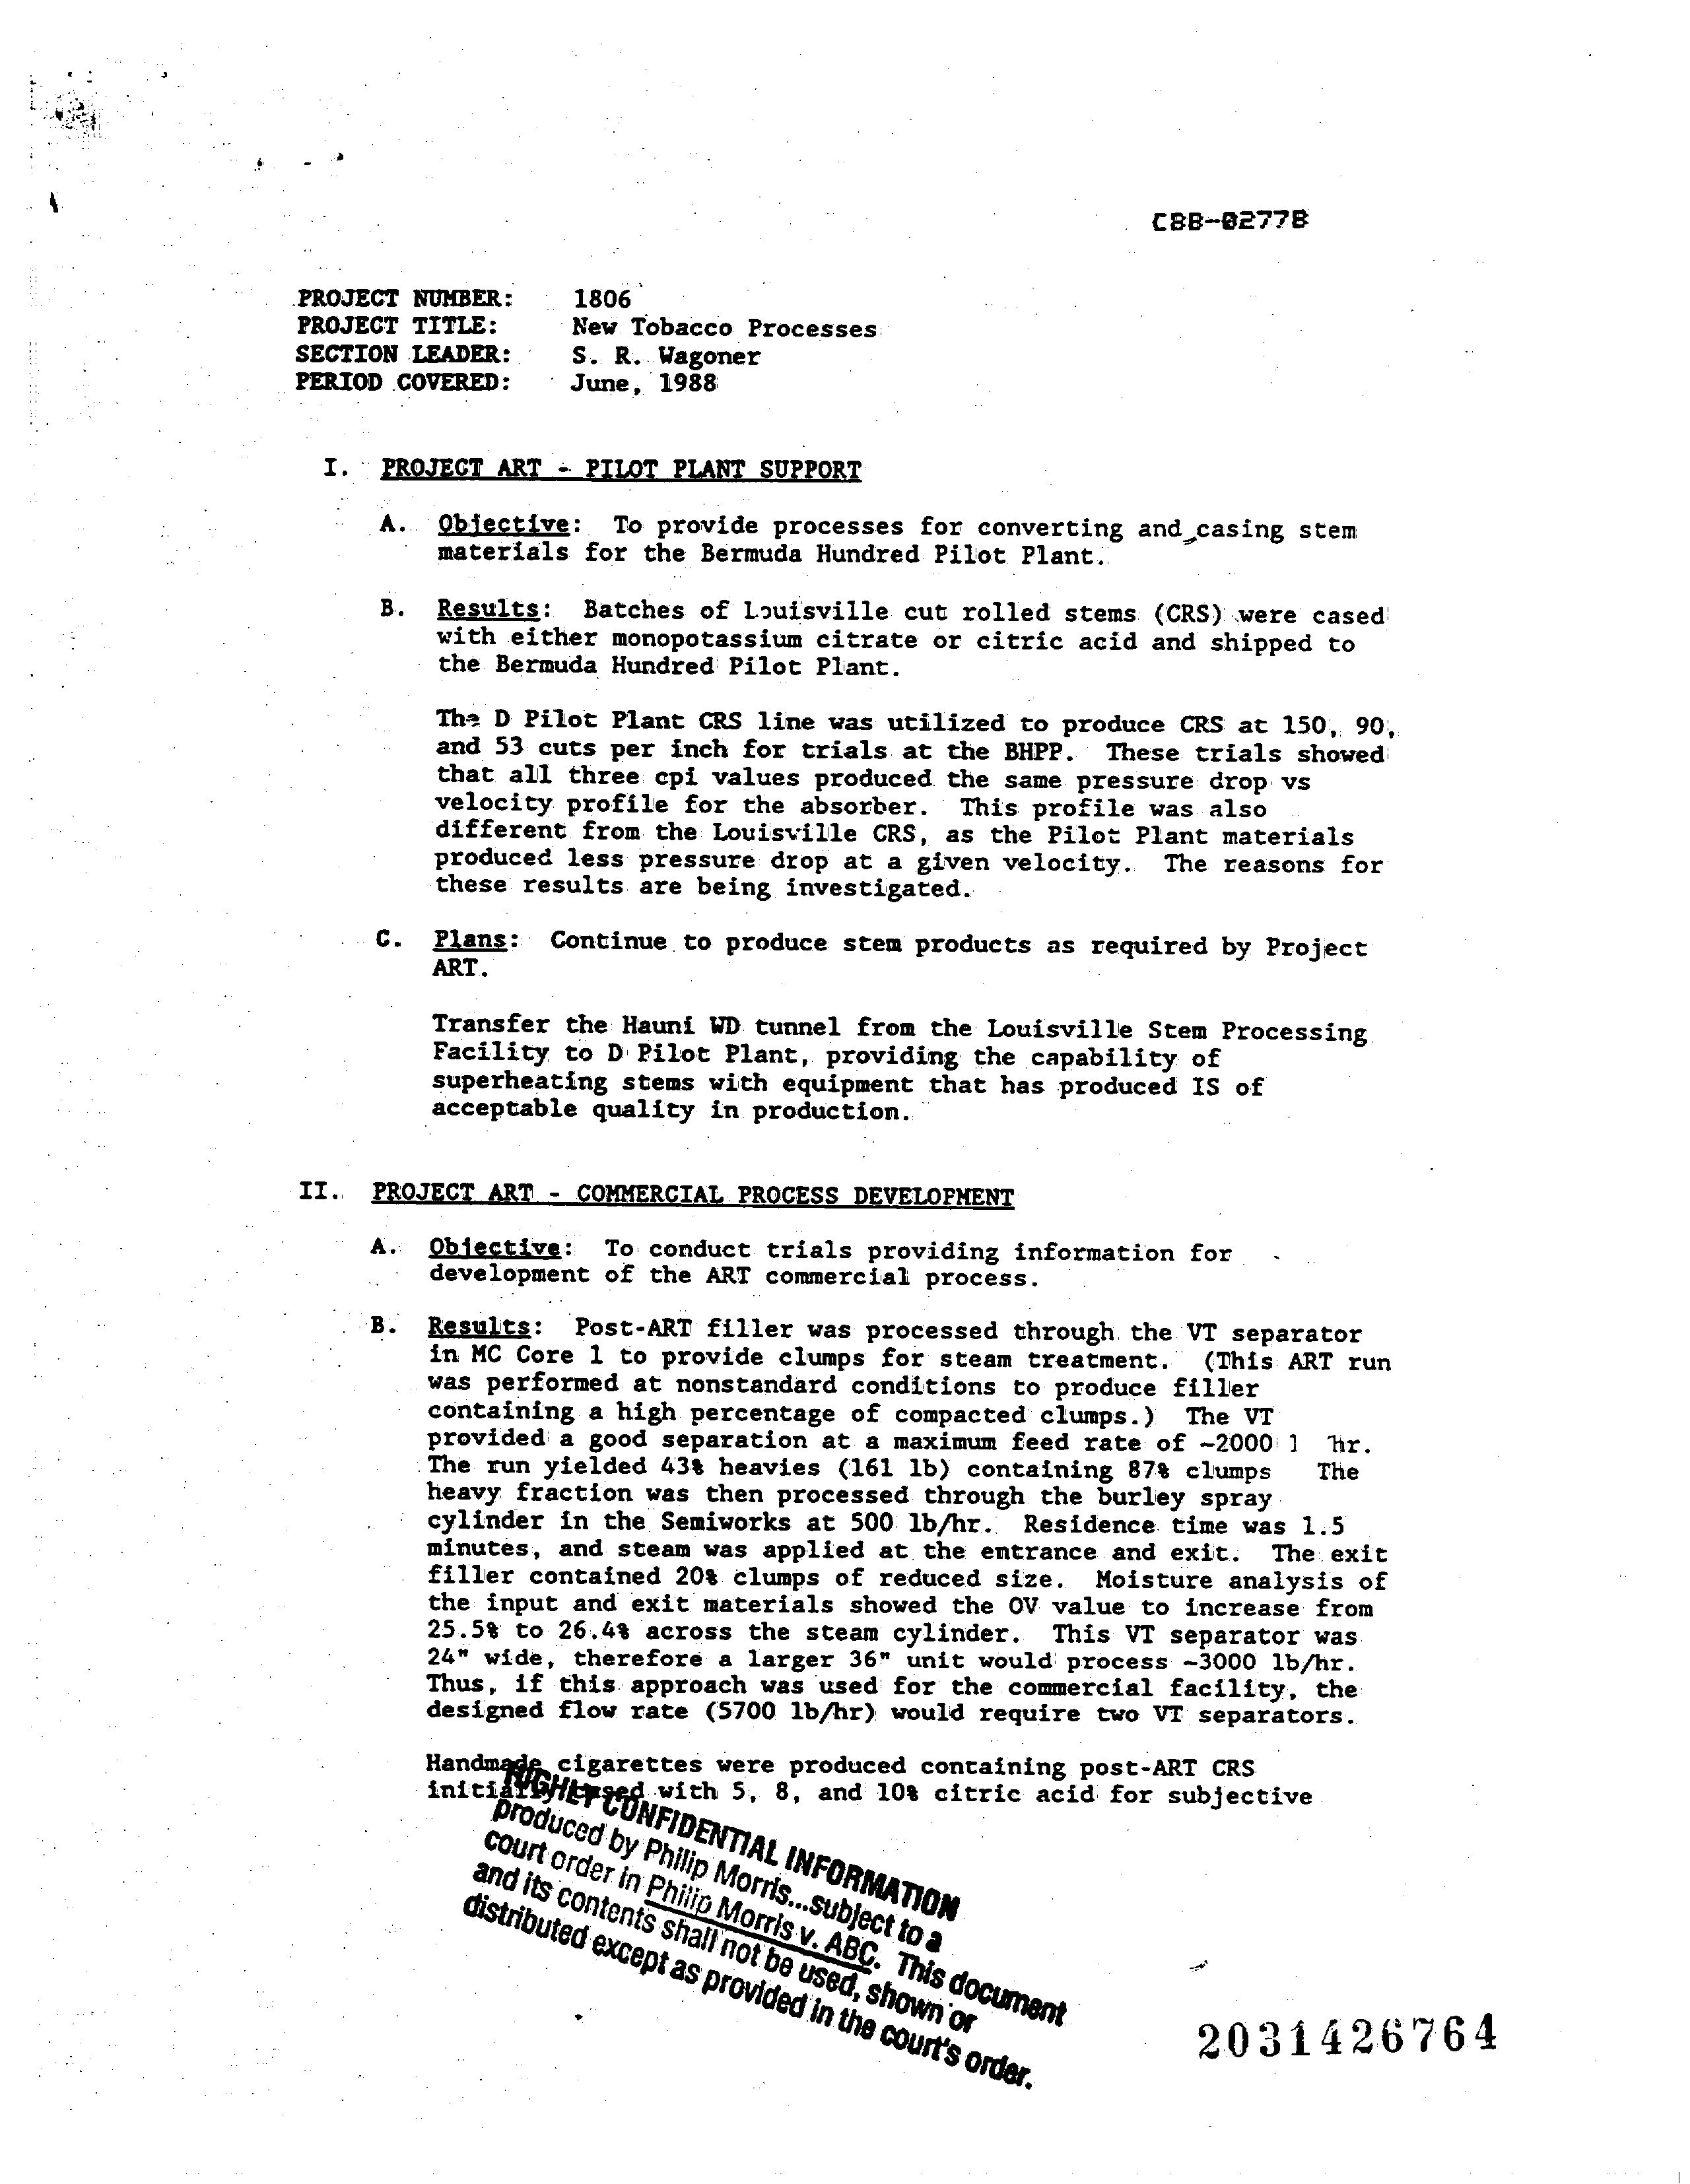 C88-02778
PROJECT NUMBER: 1806
PROJECT TITLE: New Tobacco Processes
SECTION LEADER: S. R. Wagoner
PERIOD COVERED: June, 1988
I. PROJECT ART - PILOT PLANT SUPPORT
A. Objective: To provide processes for converting and casing stem
materials for the Bermuda Hundred Pilot Plant.
B. Results: Batches of Louisville cut rolled stems (CRS) were cased
with either monopotassium citrate or citric acid and shipped to
the Bermuda Hundred Pilot Plant.
The D Pilot Plant CRS line was utilized to produce CRS at 150, 90,
and 53 cuts per inch for trials at the BHPP. These trials showed
that all three cpi values produced the same pressure drop vs
velocity profile for the absorber. This profile was also
different from the Louisville CRS, as the Pilot Plant materials
produced less pressure drop at a given velocity. The reasons for
these results are being investigated.
C. Plans: Continue to produce stem products as required by Project
ART.
Transfer the Hauni WD tunnel from the Louisville Stem Processing
Facility to D Pilot Plant, providing the capability of
superheating stems with equipment that has produced IS of
acceptable quality in production.
II. PROJECT ART - COMMERCIAL PROCESS DEVELOPMENT
A. Objective: To conduct trials providing information for
development of the ART commercial process.
B. Results: Post-ART filler was processed through the VT separator
in MC Core 1 to provide clumps for steam treatment. (This ART run
was performed at nonstandard conditions to produce filler
containing a high percentage of compacted clumps.) The VT
provided a good separation at a maximum feed rate of ~2000 hr.
The run yielded 43% heavies (161 lb) containing 87% clumps The
heavy fraction was then processed through the burley spray
cylinder in the Semiworks at 500 lb/hr. Residence time was 1.5
minutes, and steam was applied at the entrance and exit. The exit
filler contained 20% clumps of reduced size. Moisture analysis of
the input and exit materials showed the OV value to increase from
25.5% to 26.4% across the steam cylinder. This VT separator was
24" wide, therefore a larger 36" unit would process ~3000 lb/hr.
Thus, if this approach was used for the commercial facility, the
designed flow rate (5700 lb/hr) would require two VT separators.
Handmade cigarettes were produced containing post-ART CRS
initially cased with 5, 8, and 10% citric acid for subjective
HIGHLY CONFIDENTIAL INFORMATION
produced by Philip Morris...subject to a
court order in Philip Morris v. ABC. This document
and its contents shall not be used, shown or
distributed except as provided in the court's order.
2031426764